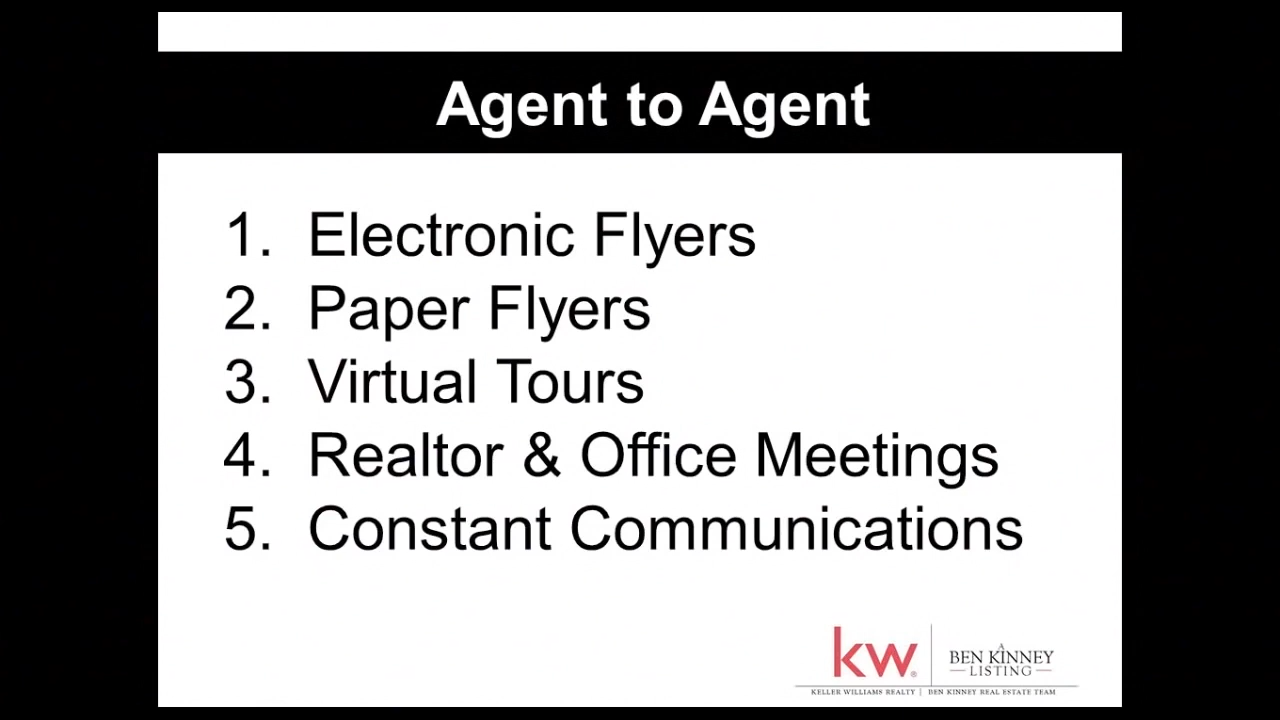 Agent to Agent
1. Electronic Flyers
2. Paper Flyers
3. Virtual Tours
4. Realtor & Office Meetings
5. Constant Communications
kw®
A
BEN KINNEY
LISTING
KELLER WILLIAMS REALTY | BEN KINNEY REAL ESTATE TEAM